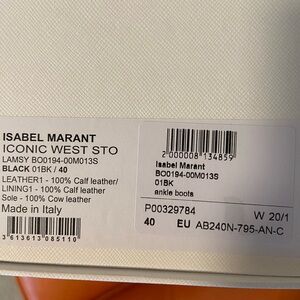 ISABEL MARANT
ICONIC WEST STO
LAMSY BO0194-00M013S
BLACK 01BK / 40
LEATHER1 - 100% Calf leather/
LINING1 - 100% Calf leather
Sole - 100% Cow leather
Made in Italy
3613613085110
2000008134859
Isabel Marant
BO0194-00M013S
01BK
ankle boots
P00329784
W 20/1
40 EU AB240N-795-AN-C